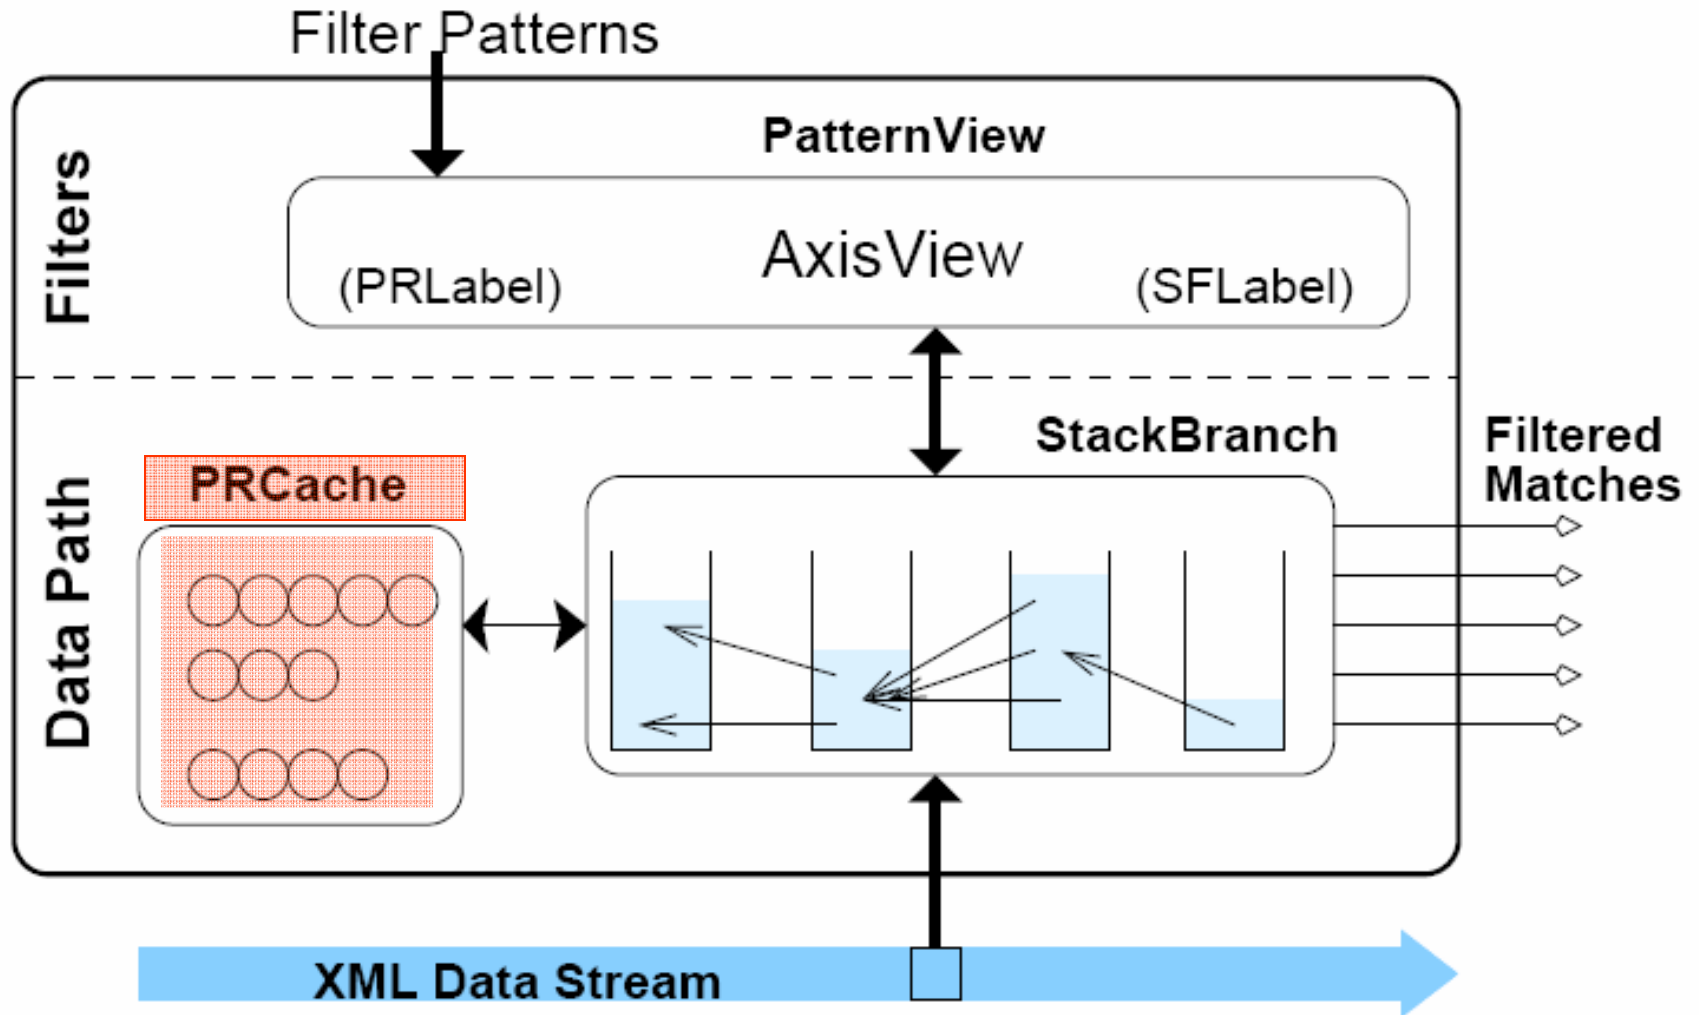 Filter Patterns
PatternView
Filters
AxisView
(PRLabel)
(SFLabel)
StackBranch
Filtered
Matches
PRCache
Data Path
XML Data Stream